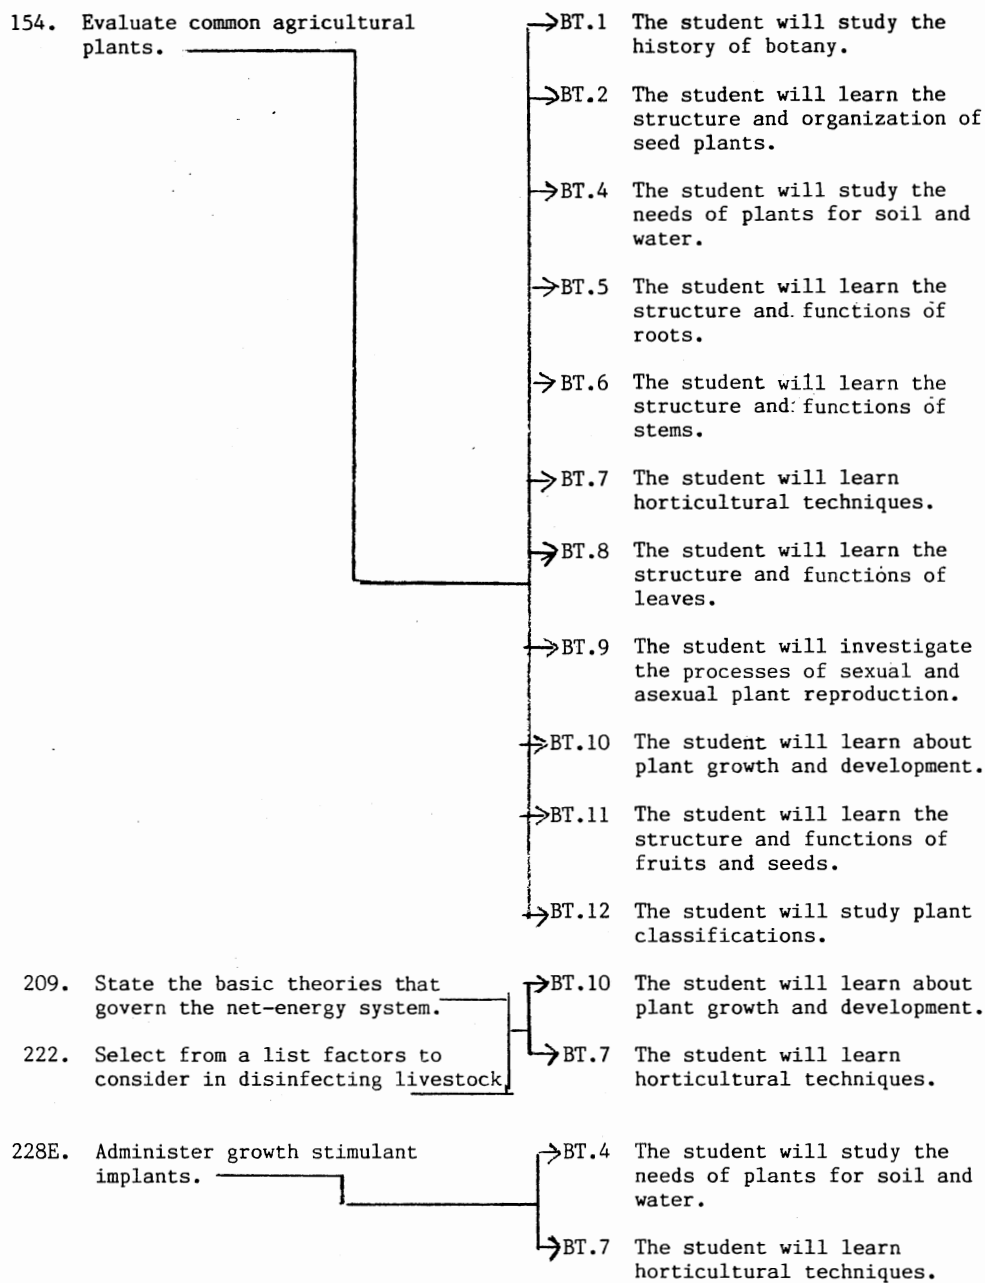 154. Evaluate common agricultural
plants.
BT.1 The student will study the
history of botany.
BT.2 The student will learn the
structure and organization of
seed plants.
BT.4 The student will study the
needs of plants for soil and
water.
BT.5 The student will learn the
structure and functions of
roots.
BT.6 The student will learn the
structure and functions of
stems.
BT.7 The student will learn
horticultural techniques.
BT.8 The student will learn the
structure and functions of
leaves.
BT.9 The student will investigate
the processes of sexual and
asexual plant reproduction.
BT.10 The student will learn about
plant growth and development.
BT.11 The student will learn the
structure and functions of
fruits and seeds.
BT.12 The student will study plant
classifications.
209. State the basic theories that
govern the net-energy system.
222. Select from a list factors to
consider in disinfecting livestock
BT.10 The student will learn about
plant growth and development.
BT.7 The student will learn
horticultural techniques.
228E. Administer growth stimulant
implants.
BT.4 The student will study the
needs of plants for soil and
water.
BT.7 The student will learn
horticultural techniques.